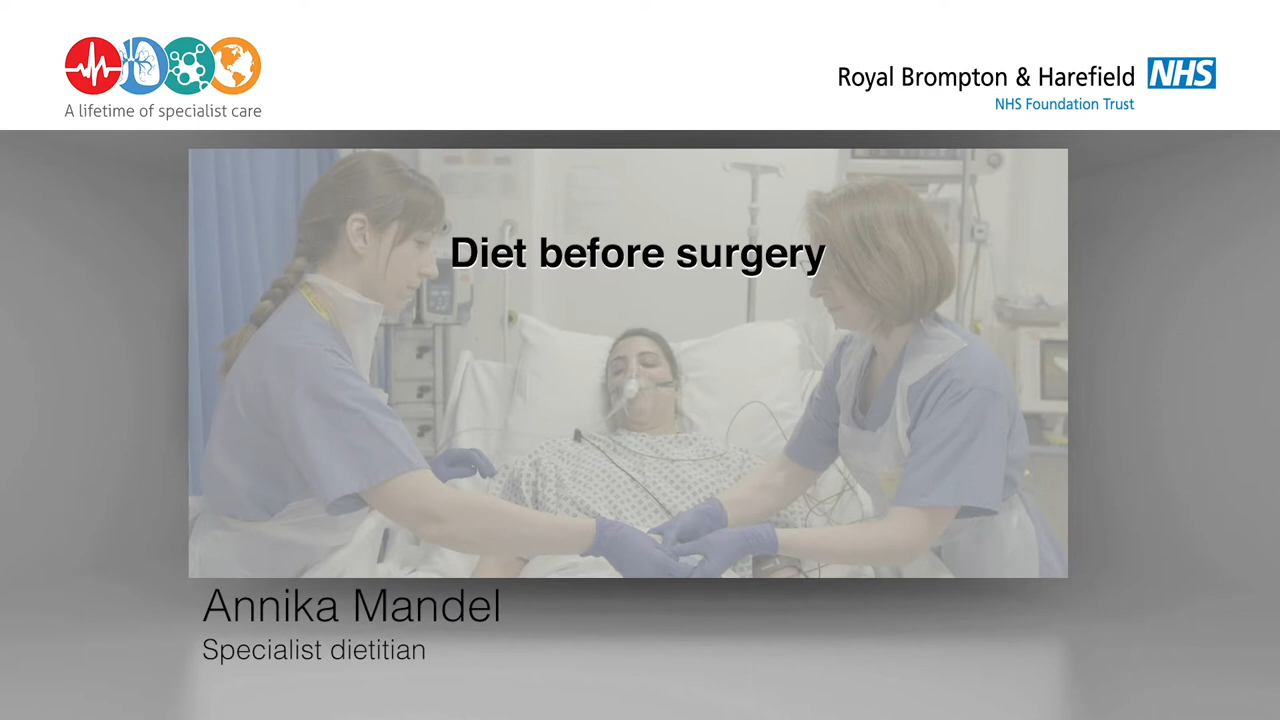 A lifetime of specialist care
Royal Brompton & Harefield NHS
NHS Foundation Trust
Diet before surgery
Annika Mandel
Specialist dietitian